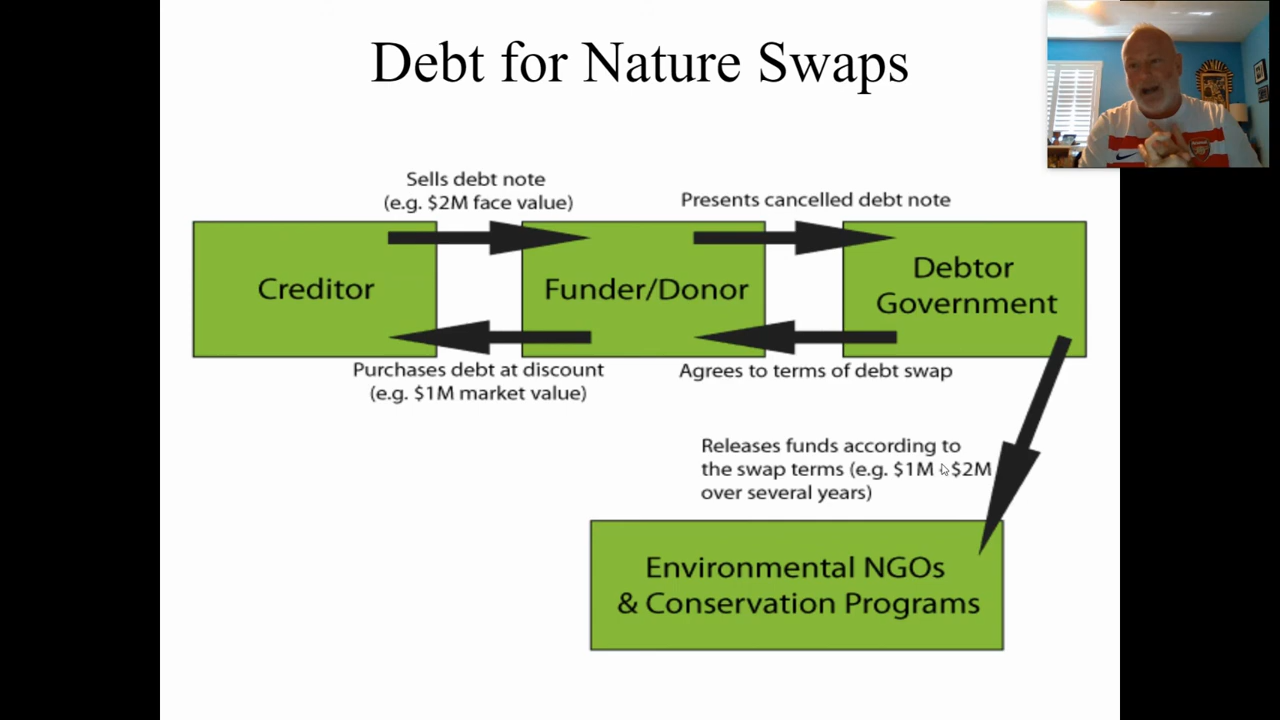 Debt for Nature Swaps
Sells debt note
(e.g. $2M face value)
Presents cancelled debt note
Creditor
Funder/Donor
Debtor
Government
Purchases debt at discount
(e.g. $1M market value)
Agrees to terms of debt swap
Releases funds according to
the swap terms (e.g. $1M - $2M
over several years)
Environmental NGOs
& Conservation Programs